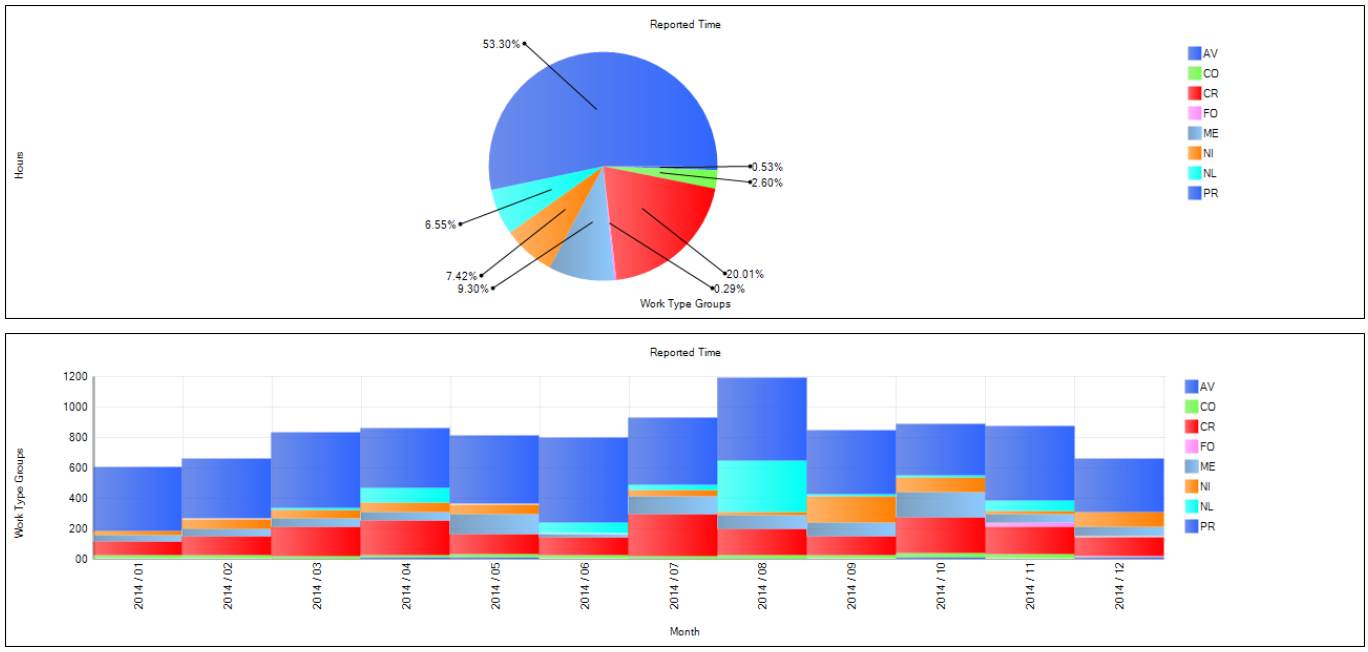 Reported Time
53.30%
0.53%
2.60%
6.55%
7.42%
9.30%
20.01%
0.29%
Hours
Work Type Groups
AV
CO
CR
FO
ME
NI
NL
PR
Reported Time
1200
1000
800
600
400
200
00
Work Type Groups
2014 / 01
2014 / 02
2014 / 03
2014 / 04
2014 / 05
2014 / 06
2014 / 07
2014 / 08
2014 / 09
2014 / 10
2014 / 11
2014 / 12
Month
AV
CO
CR
FO
ME
NI
NL
PR